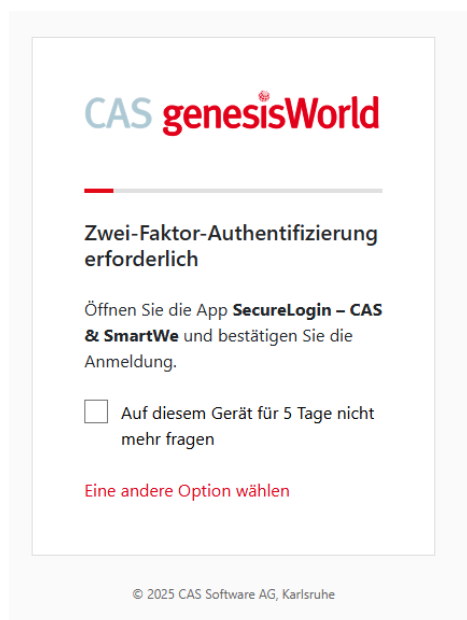 CAS genesisWorld
Zwei-Faktor-Authentifizierung
erforderlich
Öffnen Sie die App SecureLogin – CAS
& SmartWe und bestätigen Sie die
Anmeldung.
Auf diesem Gerät für 5 Tage nicht
mehr fragen
Eine andere Option wählen
© 2025 CAS Software AG, Karlsruhe